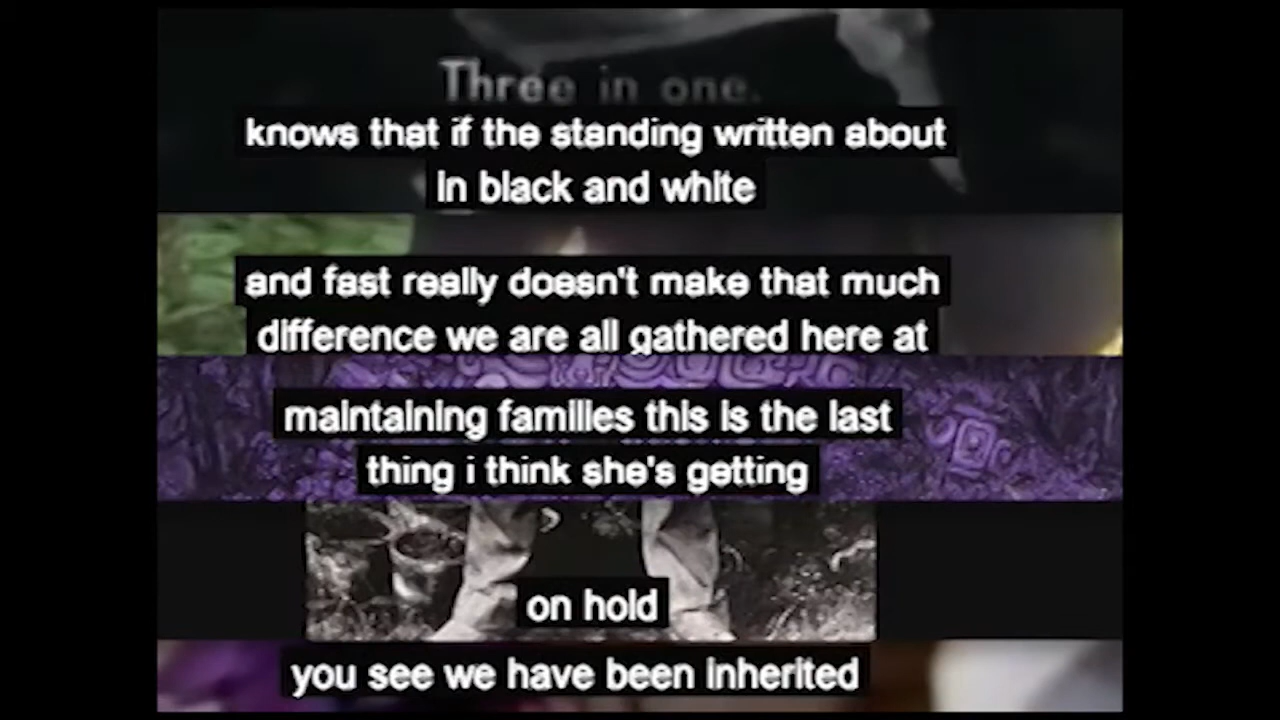 Three in one.
knows that if the standing written about
in black and white
and fast really doesn't make that much
difference we are all gathered here at
maintaining families this is the last
thing i think she's getting
on hold
you see we have been inherited